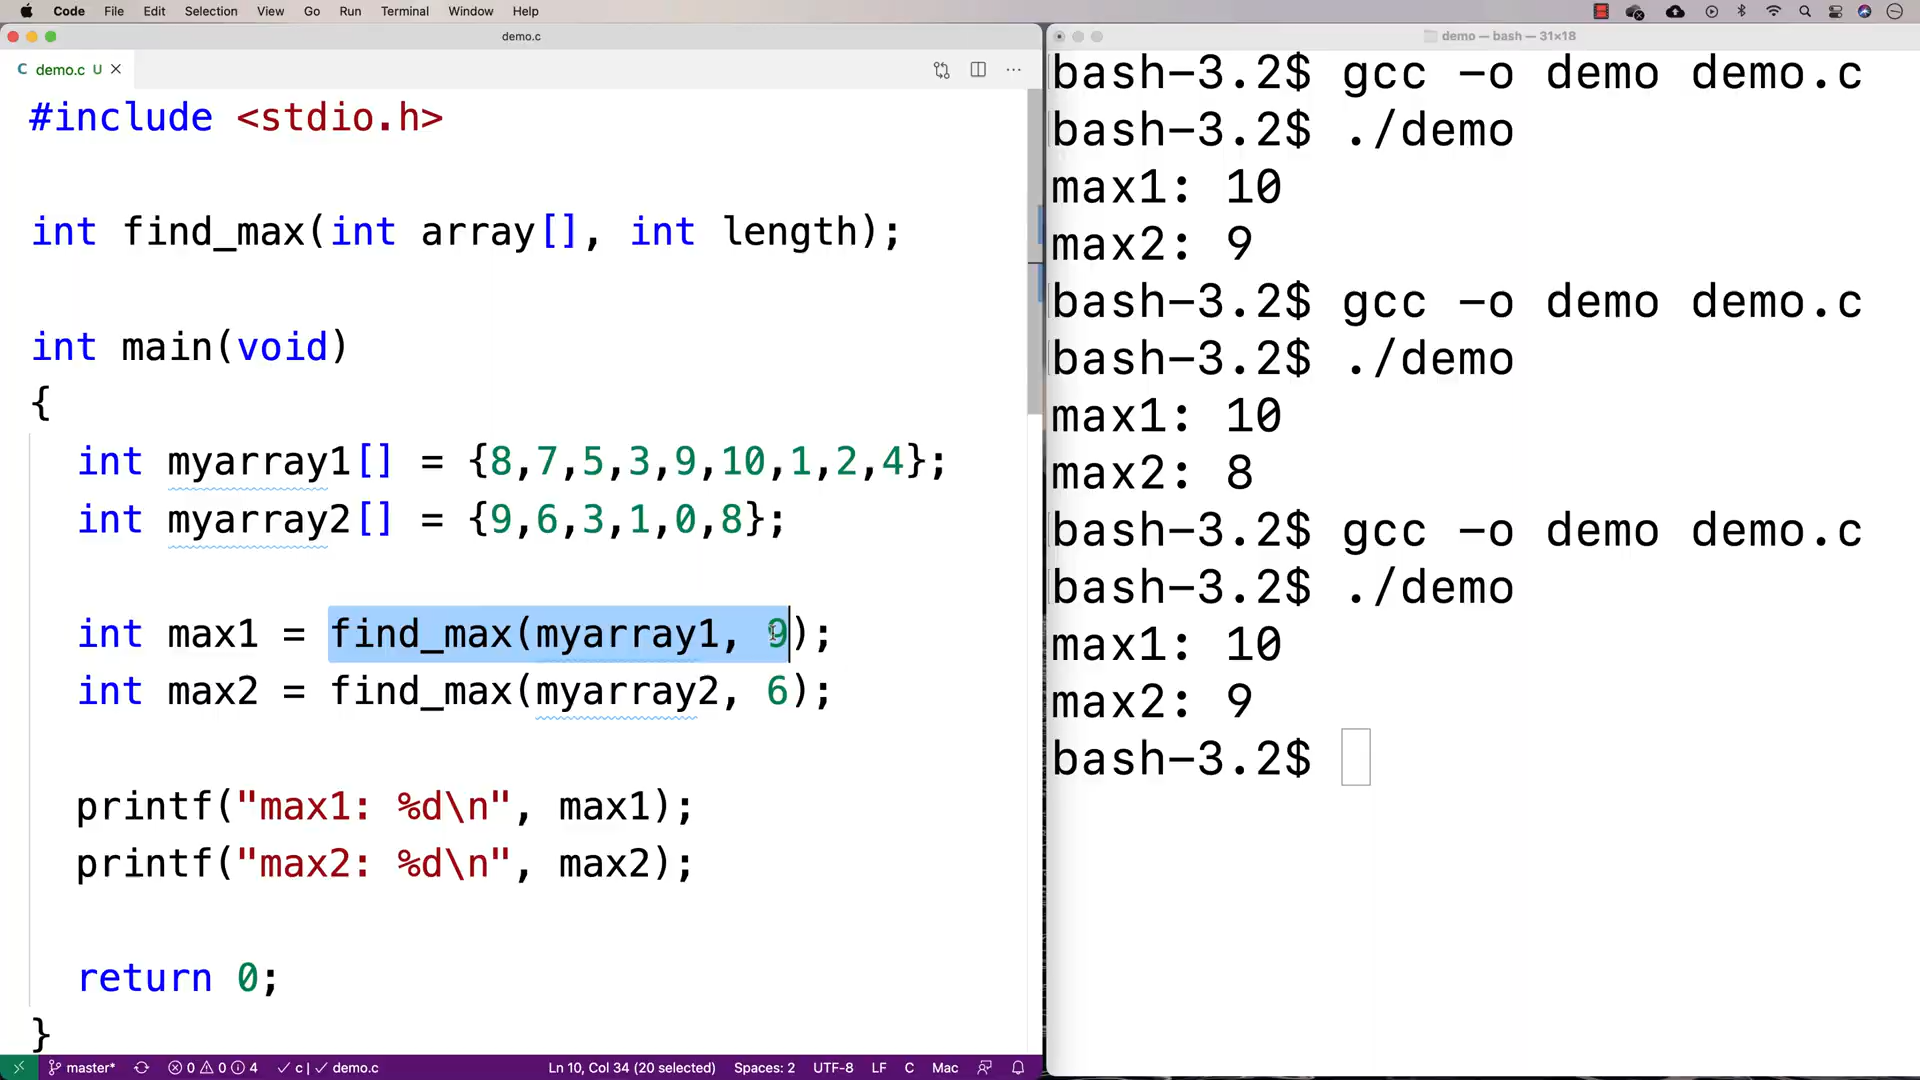 Code File Edit Selection View Go Run Terminal Window Help
demo.c
C demo.c U
#include <stdio.h>
int find_max(int array[], int length);
int main(void)
{
int myarray1[] = {8,7,5,3,9,10,1,2,4};
int myarray2[] = {9,6,3,1,0,8};
int max1 = find_max(myarray1, 9);
int max2 = find_max(myarray2, 6);
printf("max1: %d\n", max1);
printf("max2: %d\n", max2);
return 0;
}
master* 0 0 4 c | demo.c Ln 10, Col 34 (20 selected) Spaces: 2 UTF-8 LF C Mac
demo — bash — 31×18
bash-3.2$ gcc -o demo demo.c
bash-3.2$ ./demo
max1: 10
max2: 9
bash-3.2$ gcc -o demo demo.c
bash-3.2$ ./demo
max1: 10
max2: 8
bash-3.2$ gcc -o demo demo.c
bash-3.2$ ./demo
max1: 10
max2: 9
bash-3.2$